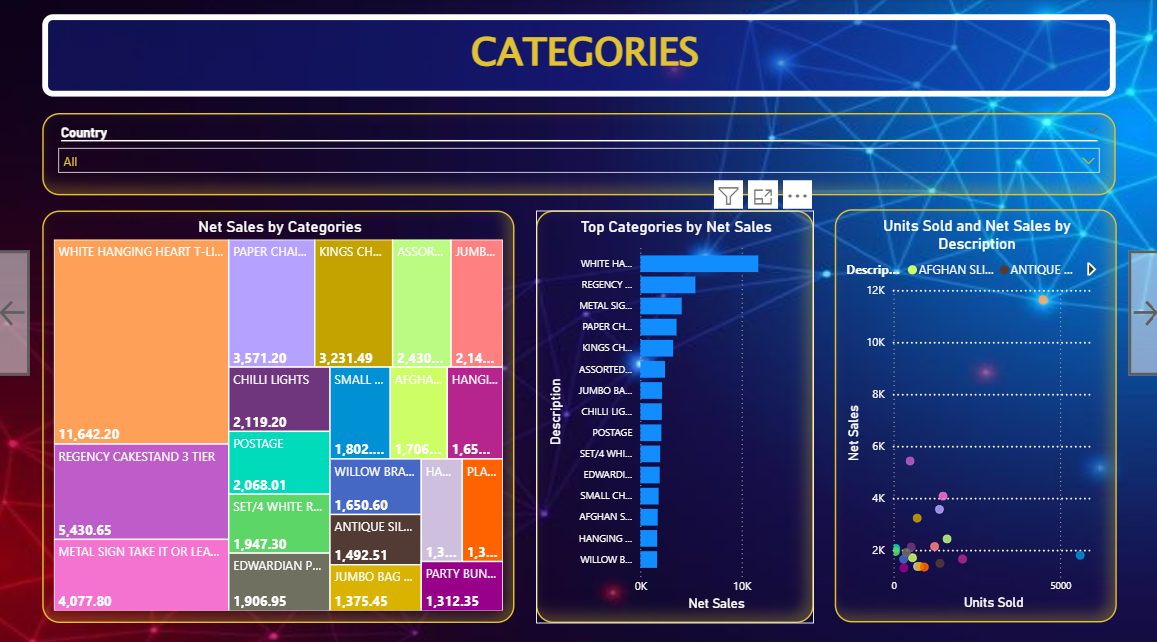 CATEGORIES
Country
All
Net Sales by Categories
WHITE HANGING HEART T-LI...
11,642.20
REGENCY CAKESTAND 3 TIER
5,430.65
METAL SIGN TAKE IT OR LEA...
4,077.80
PAPER CHAI...
3,571.20
KINGS CH...
3,231.49
ASSOR...
2,430...
JUMB...
2,14...
CHILLI LIGHTS
2,119.20
POSTAGE
2,068.01
SET/4 WHITE R...
1,947.30
EDWARDIAN P...
1,906.95
SMALL ...
1,802....
AFGHA...
1,706...
HANGI...
1,65...
WILLOW BRA...
1,650.60
ANTIQUE SIL...
1,492.51
JUMBO BAG ...
1,375.45
HA...
1,3...
PLA...
1,3...
PARTY BUN...
1,312.35
Top Categories by Net Sales
Description
WHITE HA...
REGENCY ...
METAL SIG...
PAPER CH...
KINGS CH...
ASSORTED...
JUMBO BA...
CHILLI LIG...
POSTAGE
SET/4 WHI...
EDWARDI...
SMALL CH...
AFGHAN S...
HANGING ...
WILLOW B...
0K 10K
Net Sales
Units Sold and Net Sales by
Description
Descrip... AFGHAN SLI... ANTIQUE ...
Net Sales
12K
10K
8K
6K
4K
2K
0 5000
Units Sold